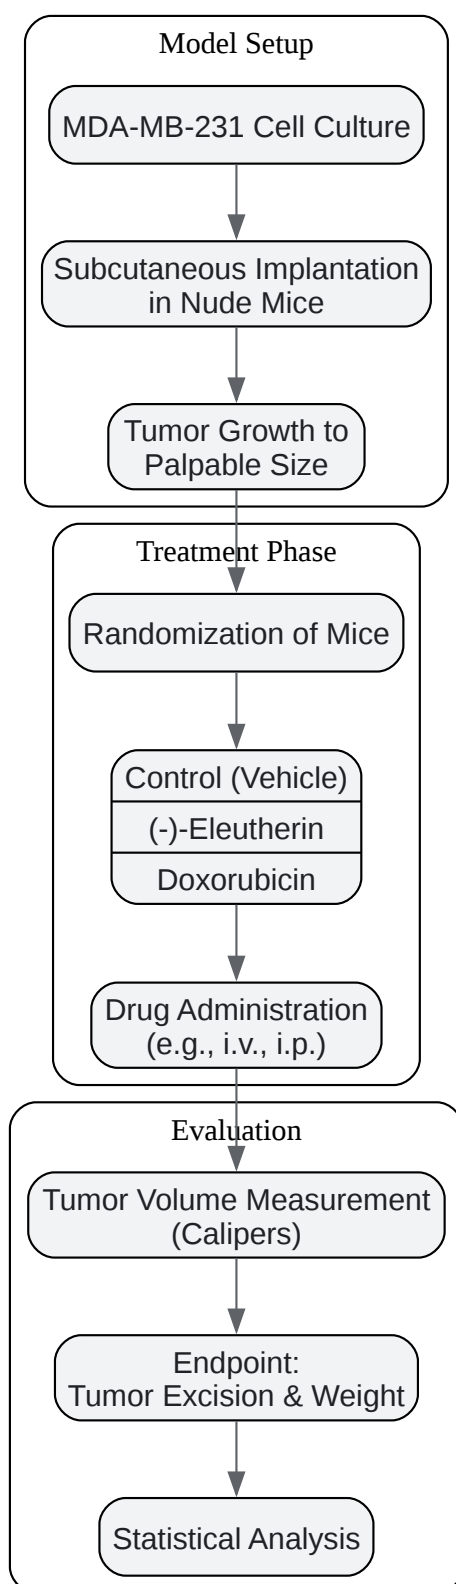 Model Setup
MDA-MB-231 Cell Culture
Subcutaneous Implantation
in Nude Mice
Tumor Growth to
Palpable Size
Treatment Phase
Randomization of Mice
Control (Vehicle)
(-)-Eleutherin
Doxorubicin
Drug Administration
(e.g., i.v., i.p.)
Evaluation
Tumor Volume Measurement
(Calipers)
Endpoint:
Tumor Excision & Weight
Statistical Analysis